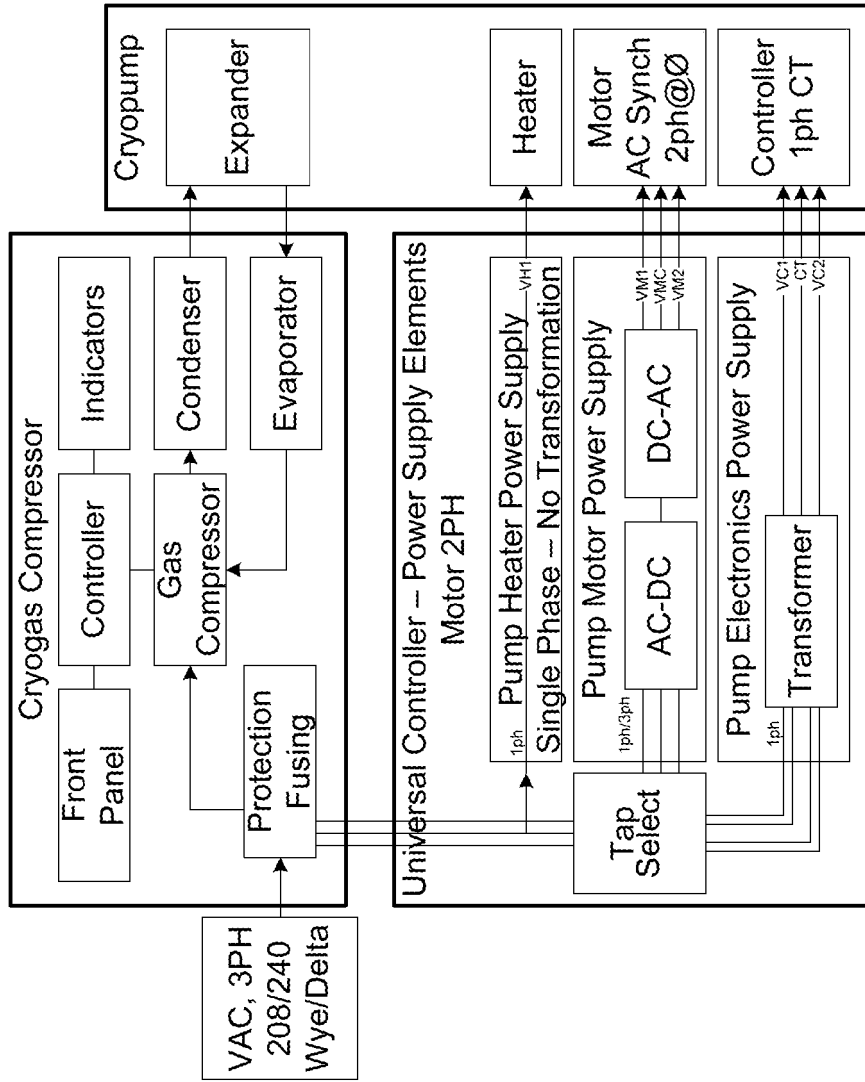 VAC, 3PH
208/240
Wye/Delta
Cryogas Compressor
Front
Panel
Controller
Indicators
Protection
Fusing
Gas
Compressor
Condenser
Evaporator
Cryopump
Expander
Heater
Motor
AC Synch
2ph@Ø
Controller
1ph CT
Universal Controller – Power Supply Elements
Motor 2PH
1ph
Pump Heater Power Supply
VH1
Single Phase – No Transformation
Tap
Select
Pump Motor Power Supply
1ph/3ph
AC-DC
DC-AC
VM1
VMC
VM2
Pump Electronics Power Supply
1ph
Transformer
VC1
CT
VC2